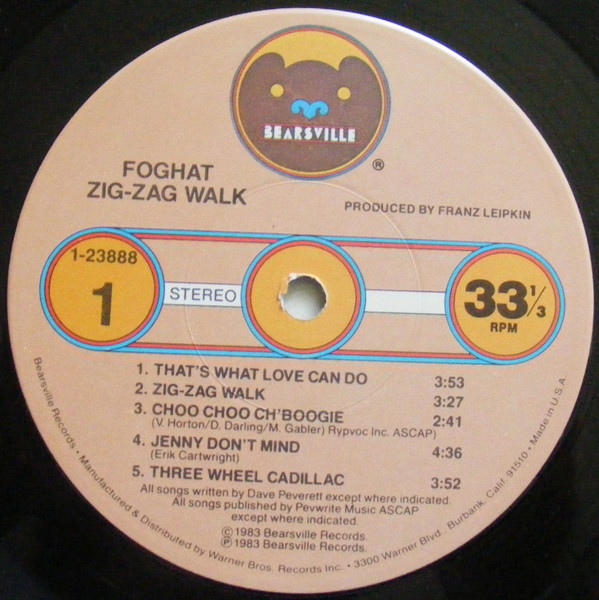 BEARSVILLE
®
FOGHAT
ZIG-ZAG WALK
PRODUCED BY FRANZ LEIPKIN
1-23888
1
STEREO
33 1/3
RPM
1. THAT'S WHAT LOVE CAN DO 3:53
2. ZIG-ZAG WALK 3:27
3. CHOO CHOO CH'BOOGIE 2:41
(V. Horton/D. Darling/M. Gabler) Rypvoc Inc. ASCAP)
4. JENNY DON'T MIND 4:36
(Erik Cartwright)
5. THREE WHEEL CADILLAC 3:52
All songs written by Dave Peverett except where indicated.
All songs published by Pevwrite Music ASCAP
except where indicated.
© 1983 Bearsville Records.
℗ 1983 Bearsville Records.
Bearsville Records • Manufactured & Distributed by Warner Bros. Records Inc. • 3300 Warner Blvd., Burbank, Calif. 91510 • Made in U.S.A.